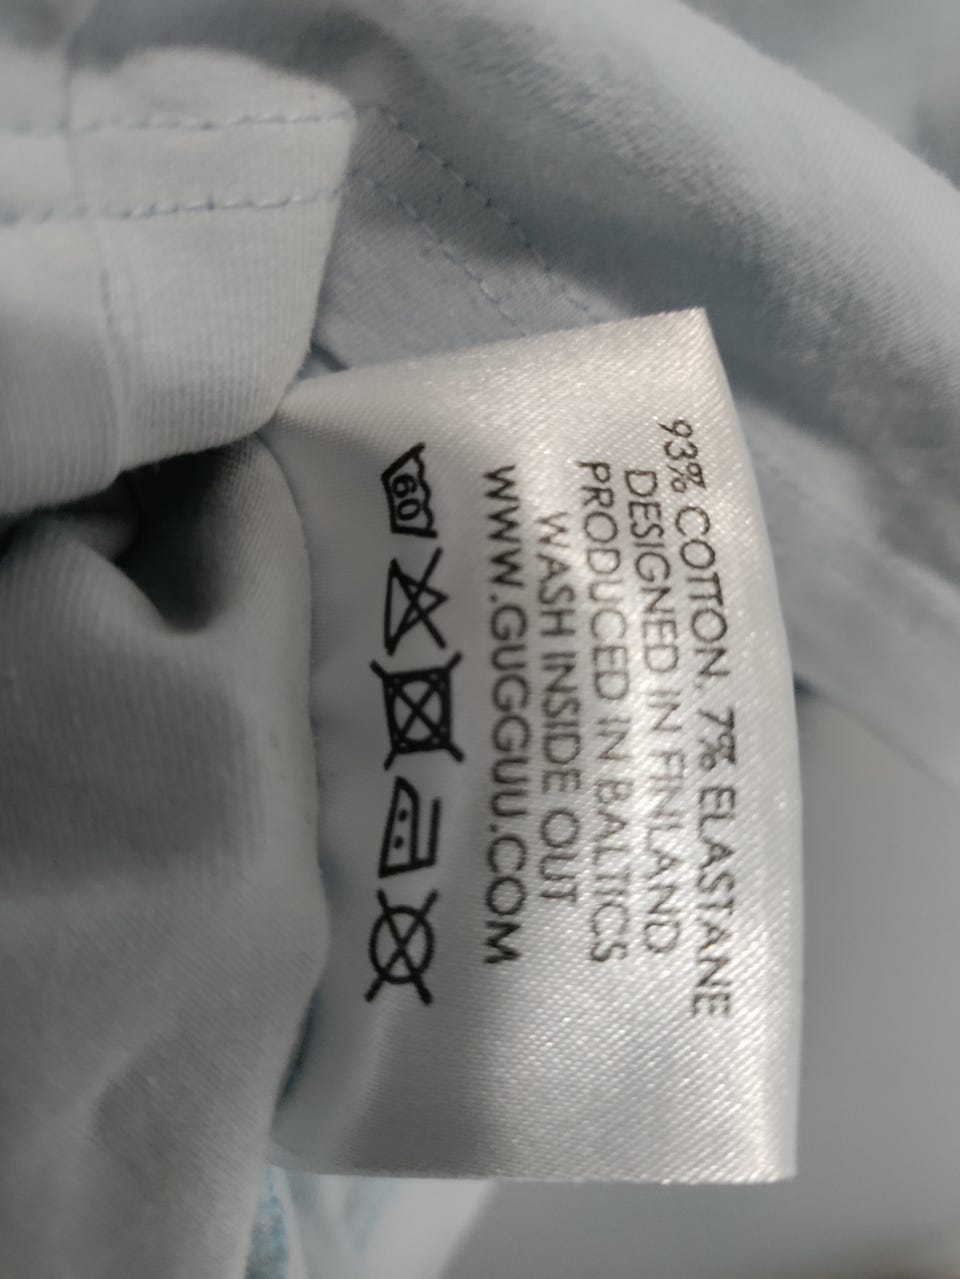 93% COTTON, 7% ELASTANE
DESIGNED IN FINLAND
PRODUCED IN BALTICS
WASH INSIDE OUT
WWW.GUGGUU.COM
60